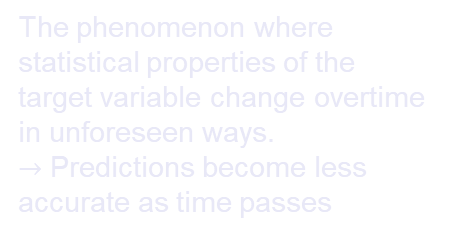 The phenomenon where
statistical properties of the
target variable change overtime
in unforeseen ways.
→ Predictions become less
accurate as time passes